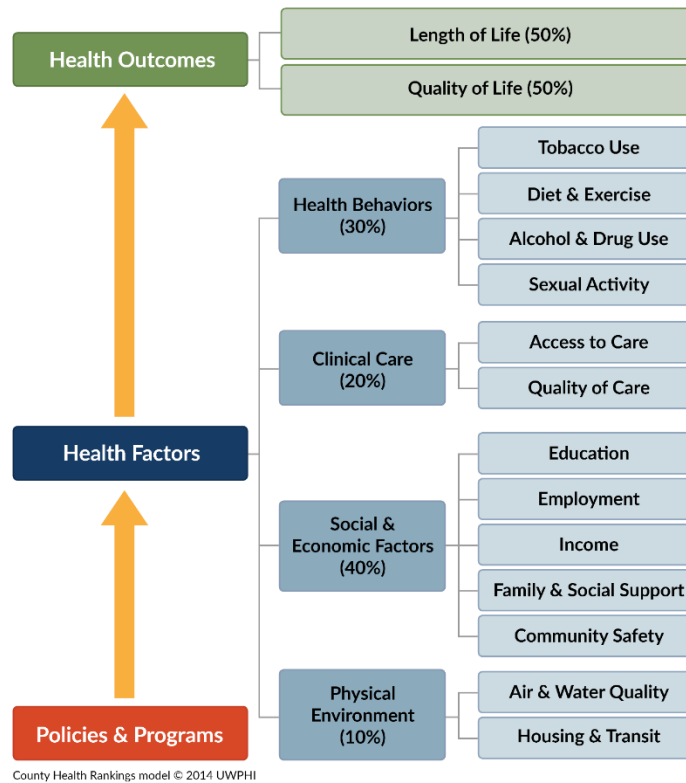 Health Outcomes
Length of Life (50%)
Quality of Life (50%)
Health Factors
Health Behaviors
(30%)
Tobacco Use
Diet & Exercise
Alcohol & Drug Use
Sexual Activity
Clinical Care
(20%)
Access to Care
Quality of Care
Social &
Economic Factors
(40%)
Education
Employment
Income
Family & Social Support
Community Safety
Physical
Environment
(10%)
Air & Water Quality
Housing & Transit
Policies & Programs
County Health Rankings model © 2014 UWPHI